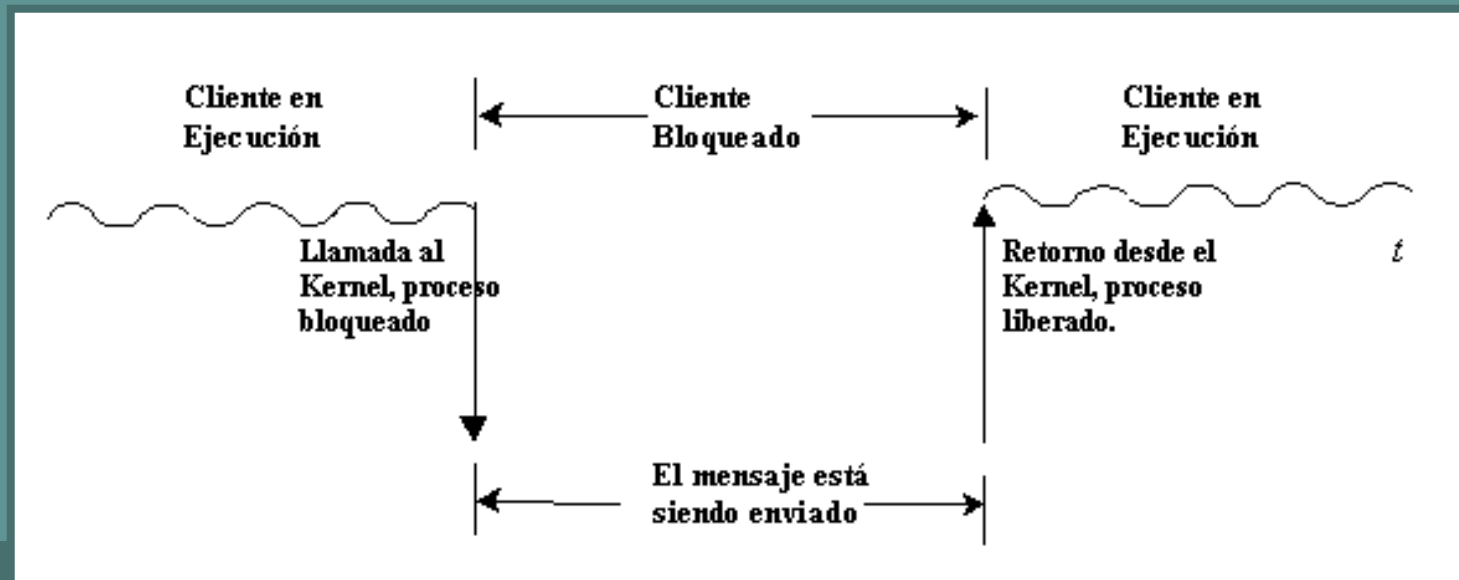 Cliente en
Ejecución
Cliente
Bloqueado
Cliente en
Ejecución
Llamada al
Kernel, proceso
bloqueado
Retorno desde el
Kernel, proceso
liberado.
t
El mensaje está
siendo enviado